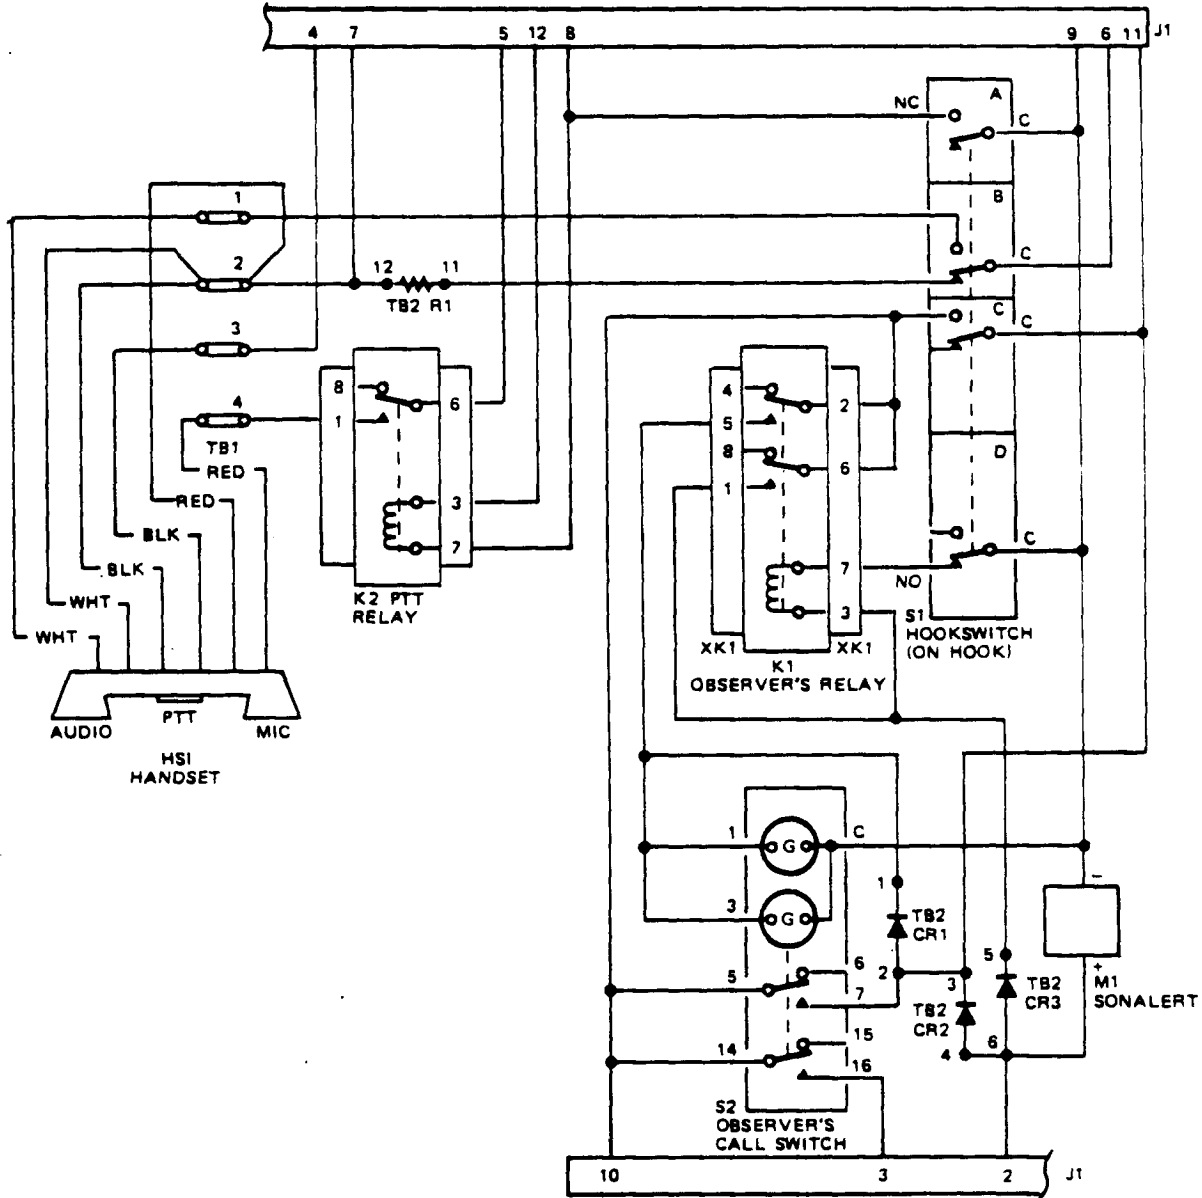 4 7 5 12 8 9 6 11 J1
A
NC C
1 B
2 12 11 C
TB2 R1
3 C C
8 6 4 2
4 1 5
TB1 8 D
RED 6
RED 3 1
BLK 7 C
BLK 7
K2 PTT
RELAY
NO
WHT 3 S1
HOOKSWITCH
(ON HOOK)
WHT XK1 XK1
K1
OBSERVER'S RELAY
AUDIO PTT MIC
HS1
HANDSET
1 G C
1 −
3 G TB2
CR1
5 6 2 3 5 +
7 TB2
CR2
TB2
CR3
M1
SONALERT
14 15 4 6
16
S2
OBSERVER'S
CALL SWITCH
10 3 2 J1